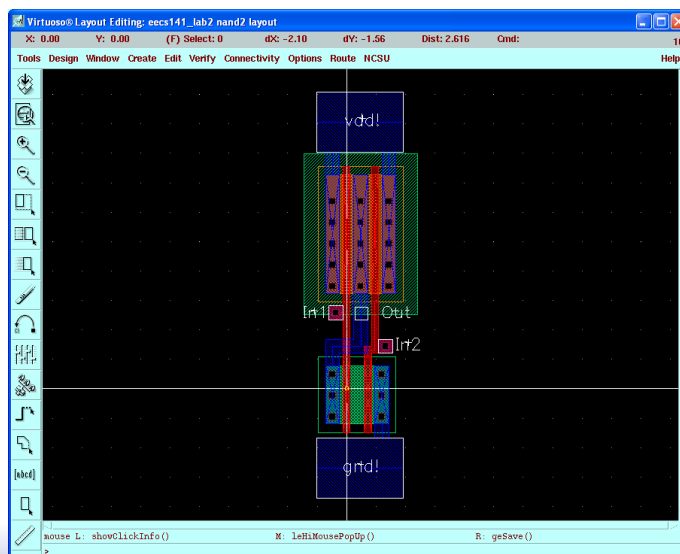 Virtuoso® Layout Editing: eecs141_lab2 nand2 layout
X: 0.00 Y: 0.00 (F) Select: 0 dX: -2.10 dY: -1.56 Dist: 2.616 Cmd:
Tools Design Window Create Edit Verify Connectivity Options Route NCSU Help
vdd!
In1 Out
In2
[abcd]
gnd!
mouse L: showClickInfo() M: leHiMousePopUp() R: geSave()
>